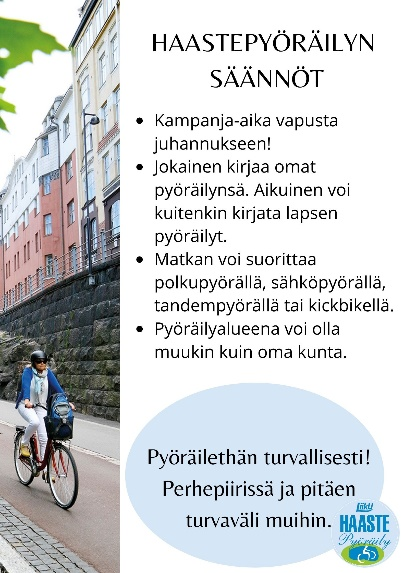 HAASTEPYÖRÄILYN
SÄÄNNÖT
• Kampanja-aika vapusta
juhannukseen!
• Jokainen kirjaa omat
pyöräilynsä. Aikuinen voi
kuitenkin kirjata lapsen
pyöräilyt.
• Matkan voi suorittaa
polkupyörällä, sähköpyörällä,
tandempyörällä tai kickbikellä.
• Pyöräilyalueena voi olla
muukin kuin oma kunta.
Pyöräilethän turvallisesti!
Perhepiirissä ja pitäen
turvaväli muihin.
HAASTE
Pyöräily